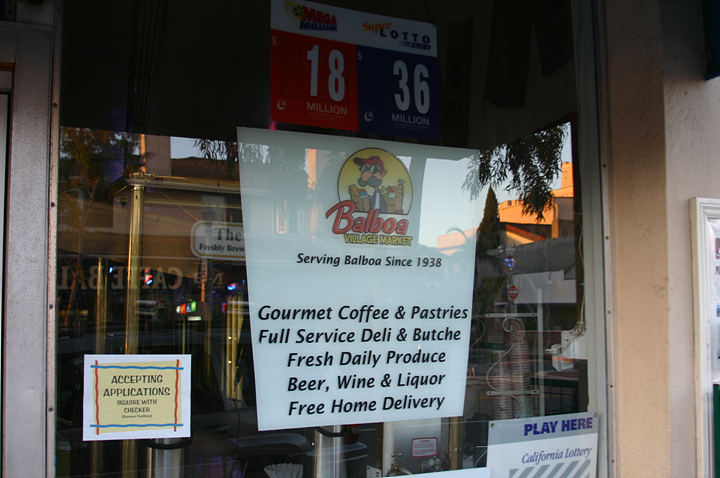 MEGA
MILLIONS
$
18
MILLION
Super
LOTTO
$
36
MILLION
Balboa
VILLAGE MARKET
Serving Balboa Since 1938
Gourmet Coffee & Pastries
Full Service Deli & Butche
Fresh Daily Produce
Beer, Wine & Liquor
Free Home Delivery
The
Freshly Brew
ACCEPTING
APPLICATIONS
INQUIRE WITH
CHECKER
PLAY HERE
California Lottery